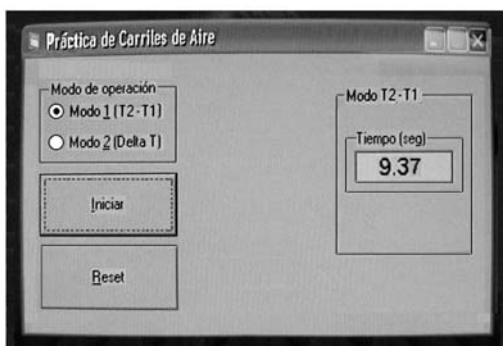 Práctica de Carriles de Aire
Modo de operación
Modo 1 (T2-T1)
Modo 2 (Delta T)
Iniciar
Reset
Modo T2-T1
Tiempo (seg)
9.37